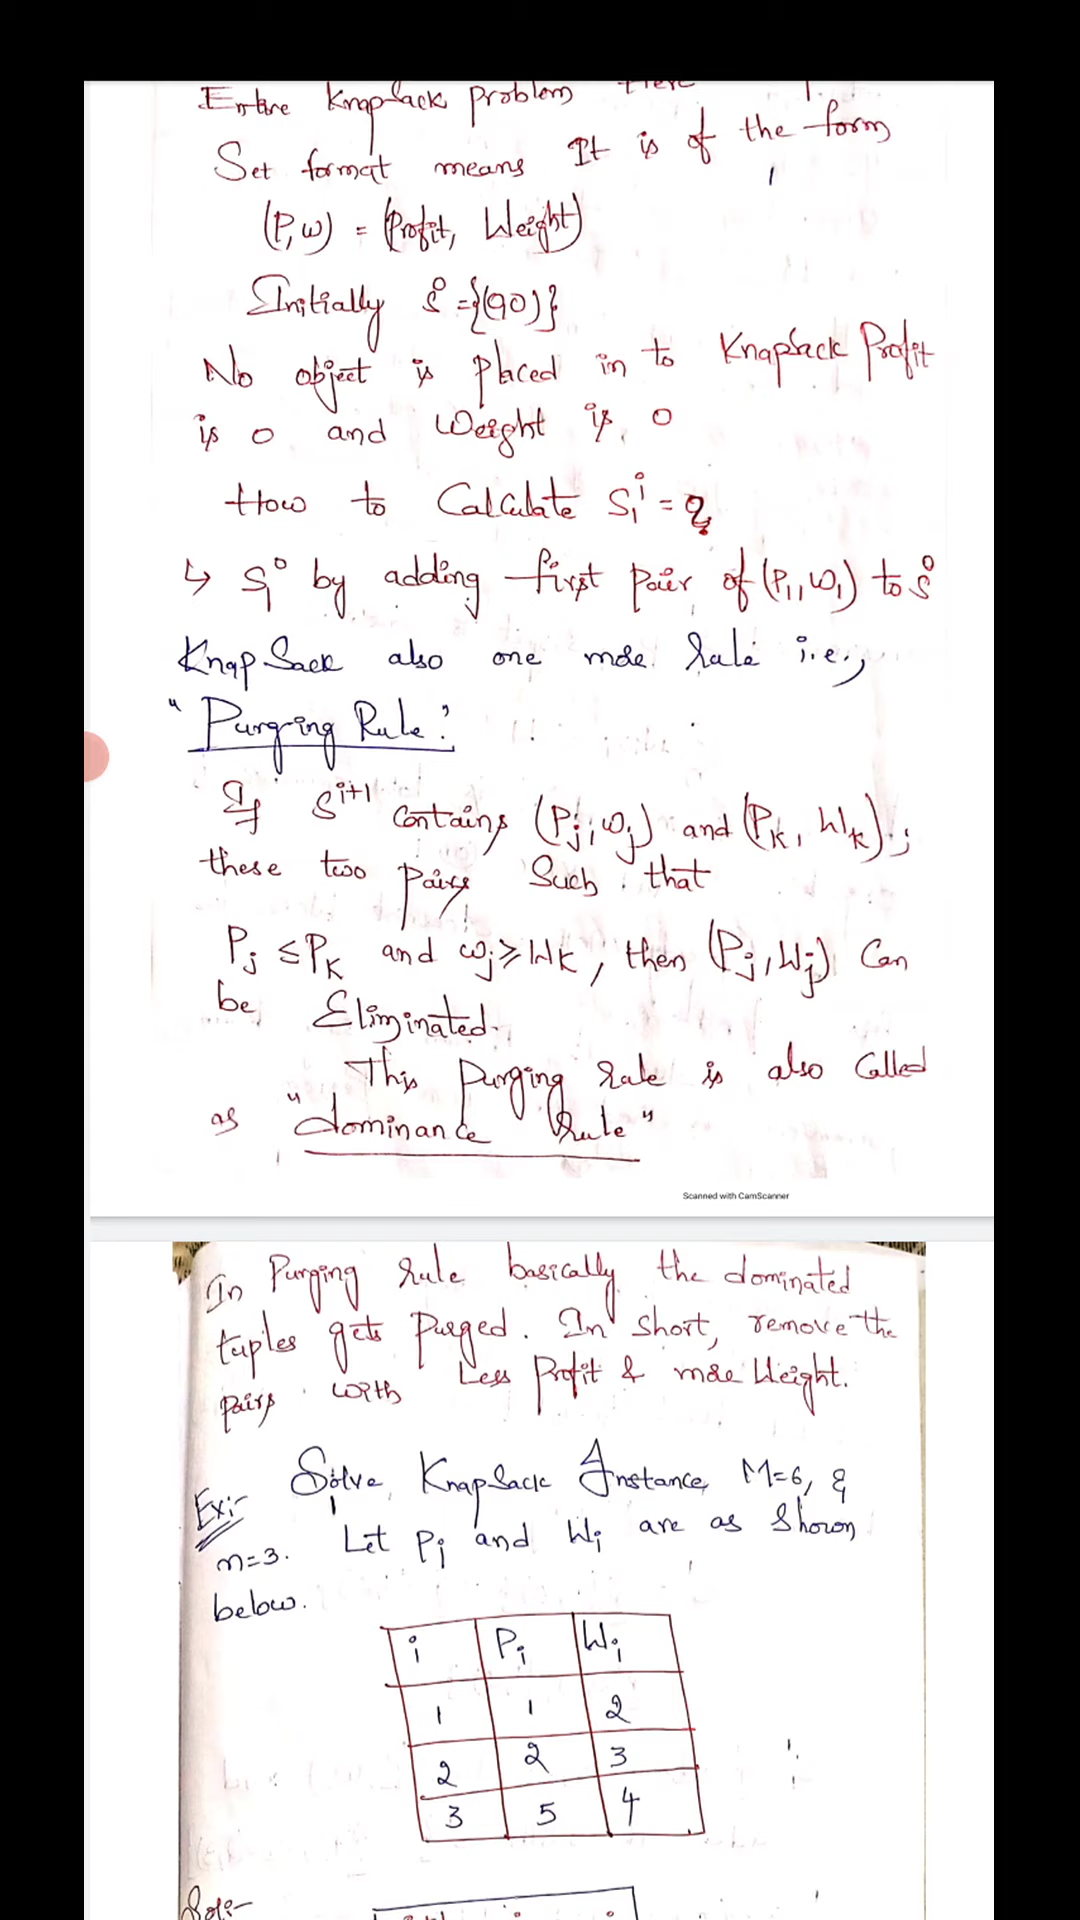 Entire Knapsack problem
Set format means It is of the form
(P,w) = (Profit, Weight)
Initially S⁰ = {(0,0)}
No object is placed in to Knapsack Profit
is 0 and Weight is 0
How to Calculate S₁ⁱ = ?
↳ S₁⁰ by adding first pair of (P₁,w₁) to S⁰
KnapSack also one more Rule i.e.,
"Purging Rule":
If Sⁱ⁺¹ Contains (Pj,wj) and (Pk, Wk);
these two pairs Such that
Pj ≤ Pk and wj ≥ Wk, then (Pj, Wj) Can
be Eliminated.
This purging rule is also Called
as "dominance Rule"
Scanned with CamScanner
In Purging rule basically the dominated
tuples gets purged. In short, remove the
pairs with Less Profit & more Weight.
Ex:- Solve KnapSack Instance M=6, &
n=3. Let Pi and Wi are as Shown
below.
i Pi Wi
1 1 2
2 2 3
3 5 4
Sol:-